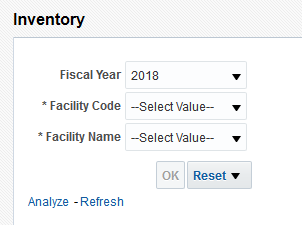 Inventory
Fiscal Year 2018
* Facility Code --Select Value--
* Facility Name --Select Value--
OK Reset
Analyze - Refresh